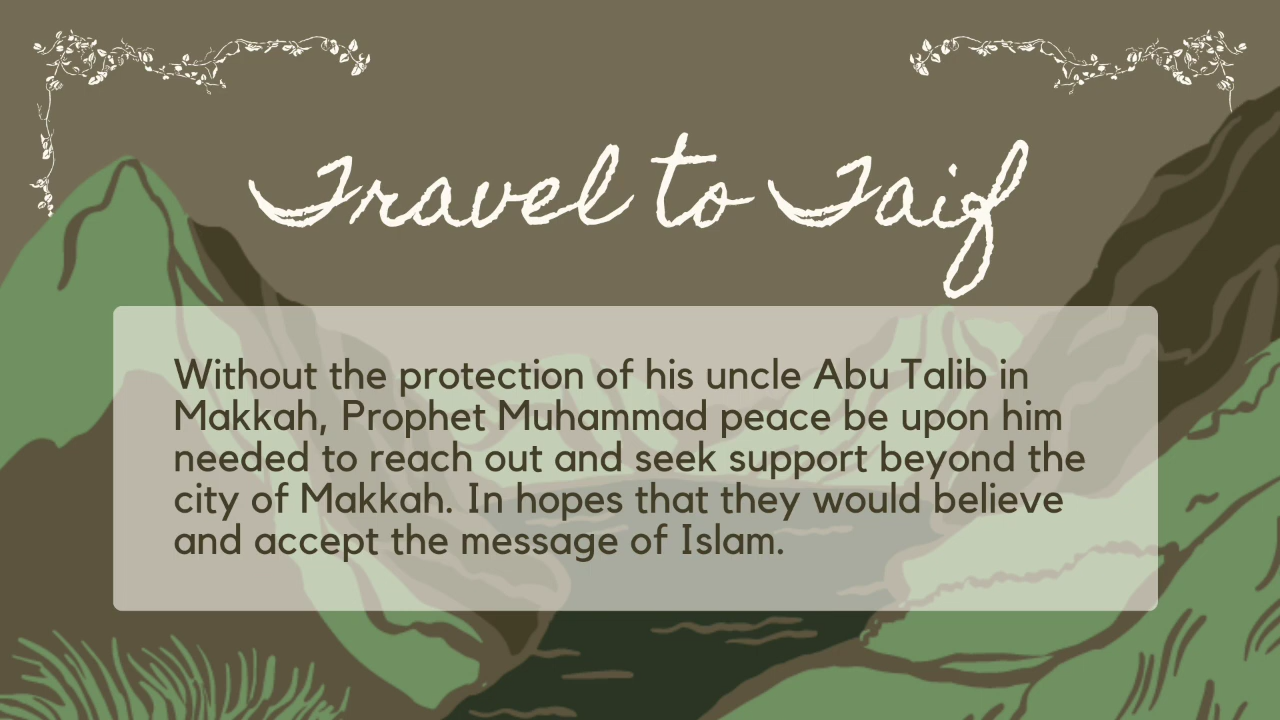 Travel to Taif
Without the protection of his uncle Abu Talib in
Makkah, Prophet Muhammad peace be upon him
needed to reach out and seek support beyond the
city of Makkah. In hopes that they would believe
and accept the message of Islam.